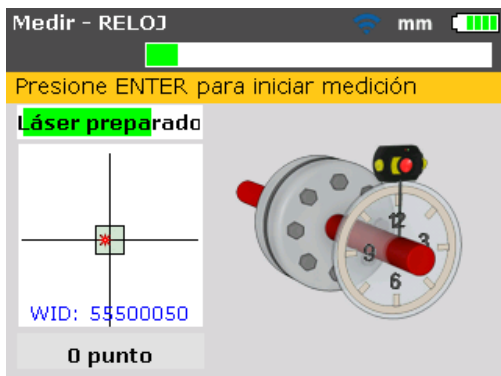 Medir - RELOJ mm
Presione ENTER para iniciar medición
Láser preparado
12
3
9
6
WID: 55500050
0 punto